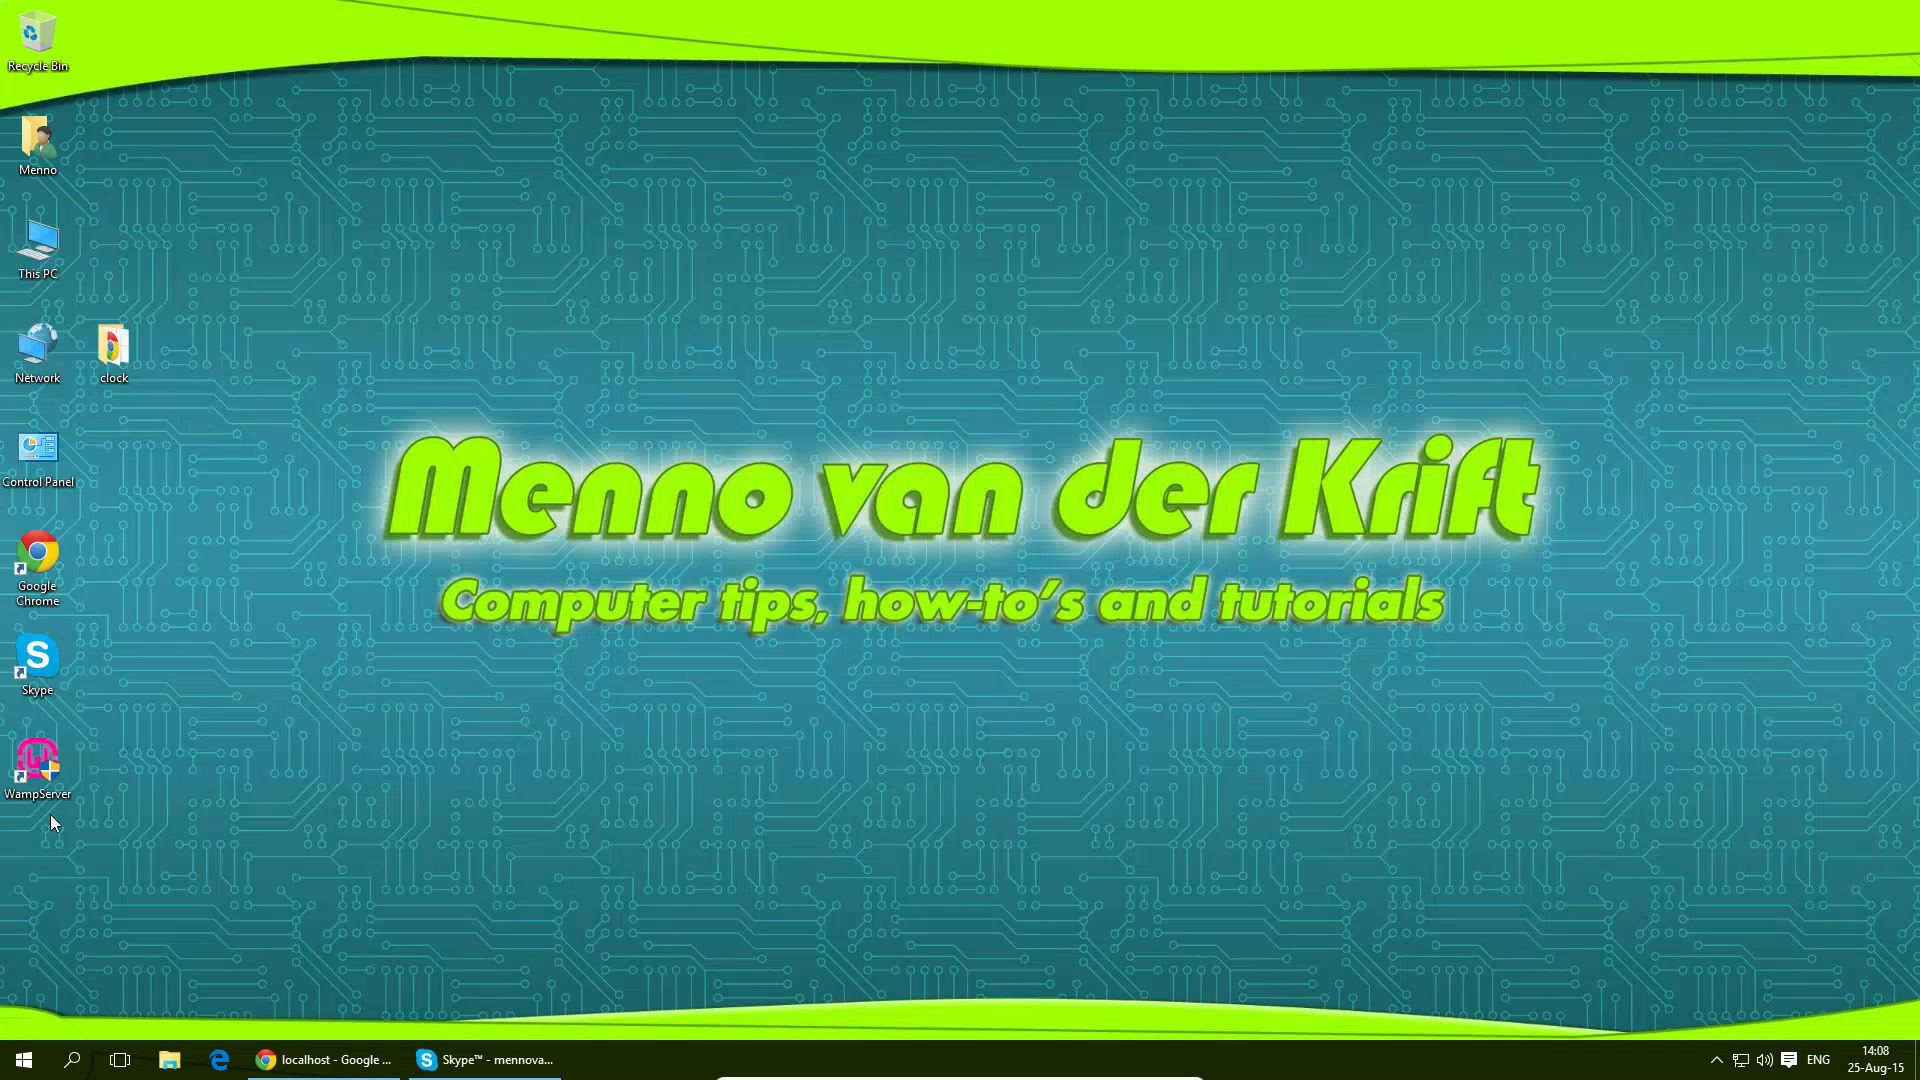 Recycle Bin
Menno
This PC
Network
clock
Control Panel
Google
Chrome
Skype
WampServer
Menno van der Krift
Computer tips, how-to's and tutorials
localhost - Google ...
Skype™ - mennova...
ENG
14:08
25-Aug-15